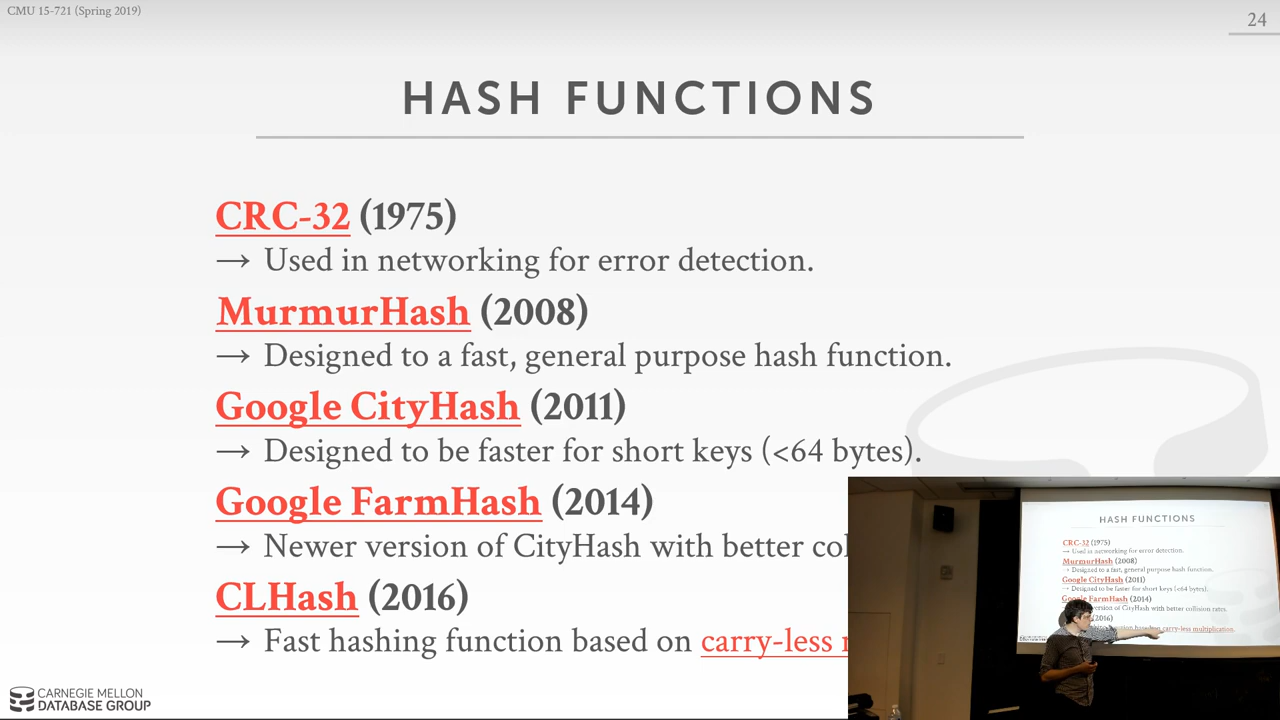 CMU 15-721 (Spring 2019)
24
HASH FUNCTIONS
CRC-32 (1975)
→ Used in networking for error detection.
MurmurHash (2008)
→ Designed to a fast, general purpose hash function.
Google CityHash (2011)
→ Designed to be faster for short keys (<64 bytes).
Google FarmHash (2014)
→ Newer version of CityHash with better col
CLHash (2016)
→ Fast hashing function based on carry-less
CARNEGIE MELLON
DATABASE GROUP
HASH FUNCTIONS
CRC-32 (1975)
→ Used in networking for error detection.
MurmurHash (2008)
→ Designed to a fast, general purpose hash function.
Google CityHash (2011)
→ Designed to be faster for short keys (<64 bytes).
Google FarmHash (2014)
version of CityHash with better collision rates.
(2016)
function based on carry-less multiplication.